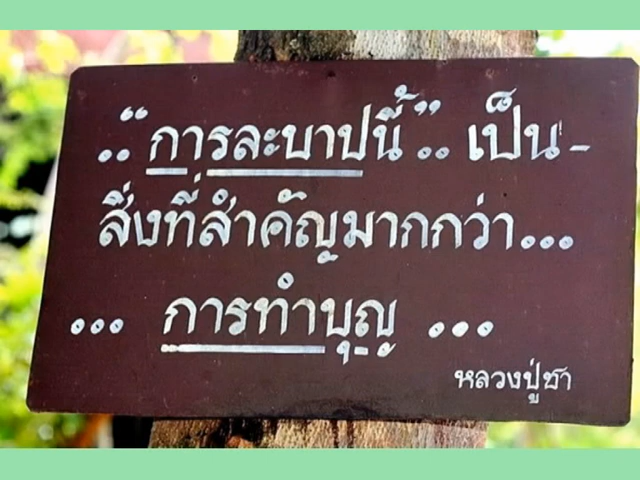 .."การละบาปนี้".. เป็น-
สิ่งที่สำคัญมากกว่า...
... การทำบุญ ...
หลวงปู่ชา